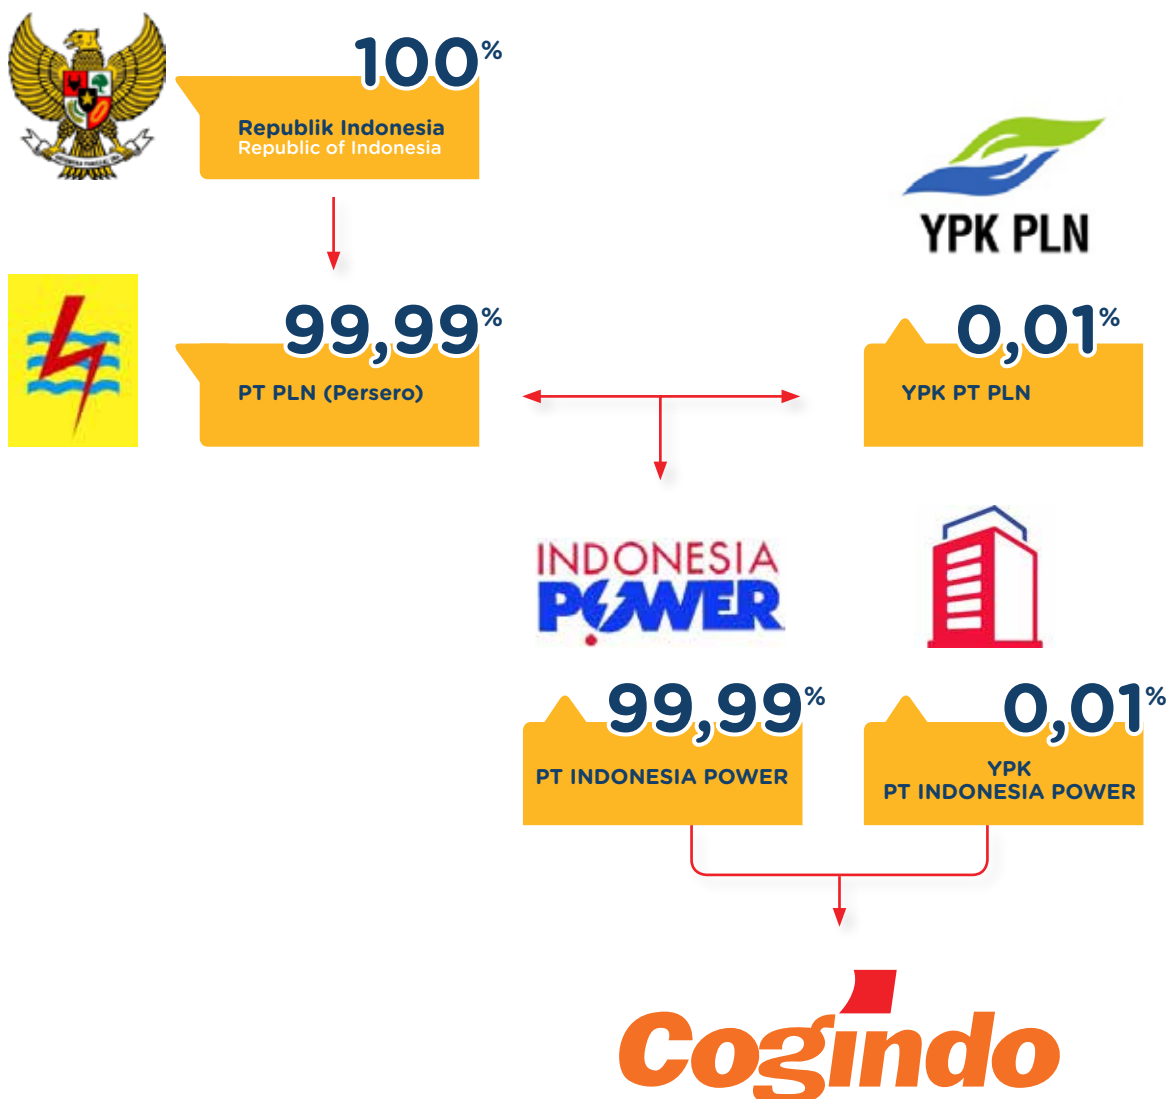 100%
Republik Indonesia
Republic of Indonesia
YPK PLN
99,99%
PT PLN (Persero)
0,01%
YPK PT PLN
INDONESIA
POWER
99,99%
PT INDONESIA POWER
0,01%
YPK
PT INDONESIA POWER
Cogindo